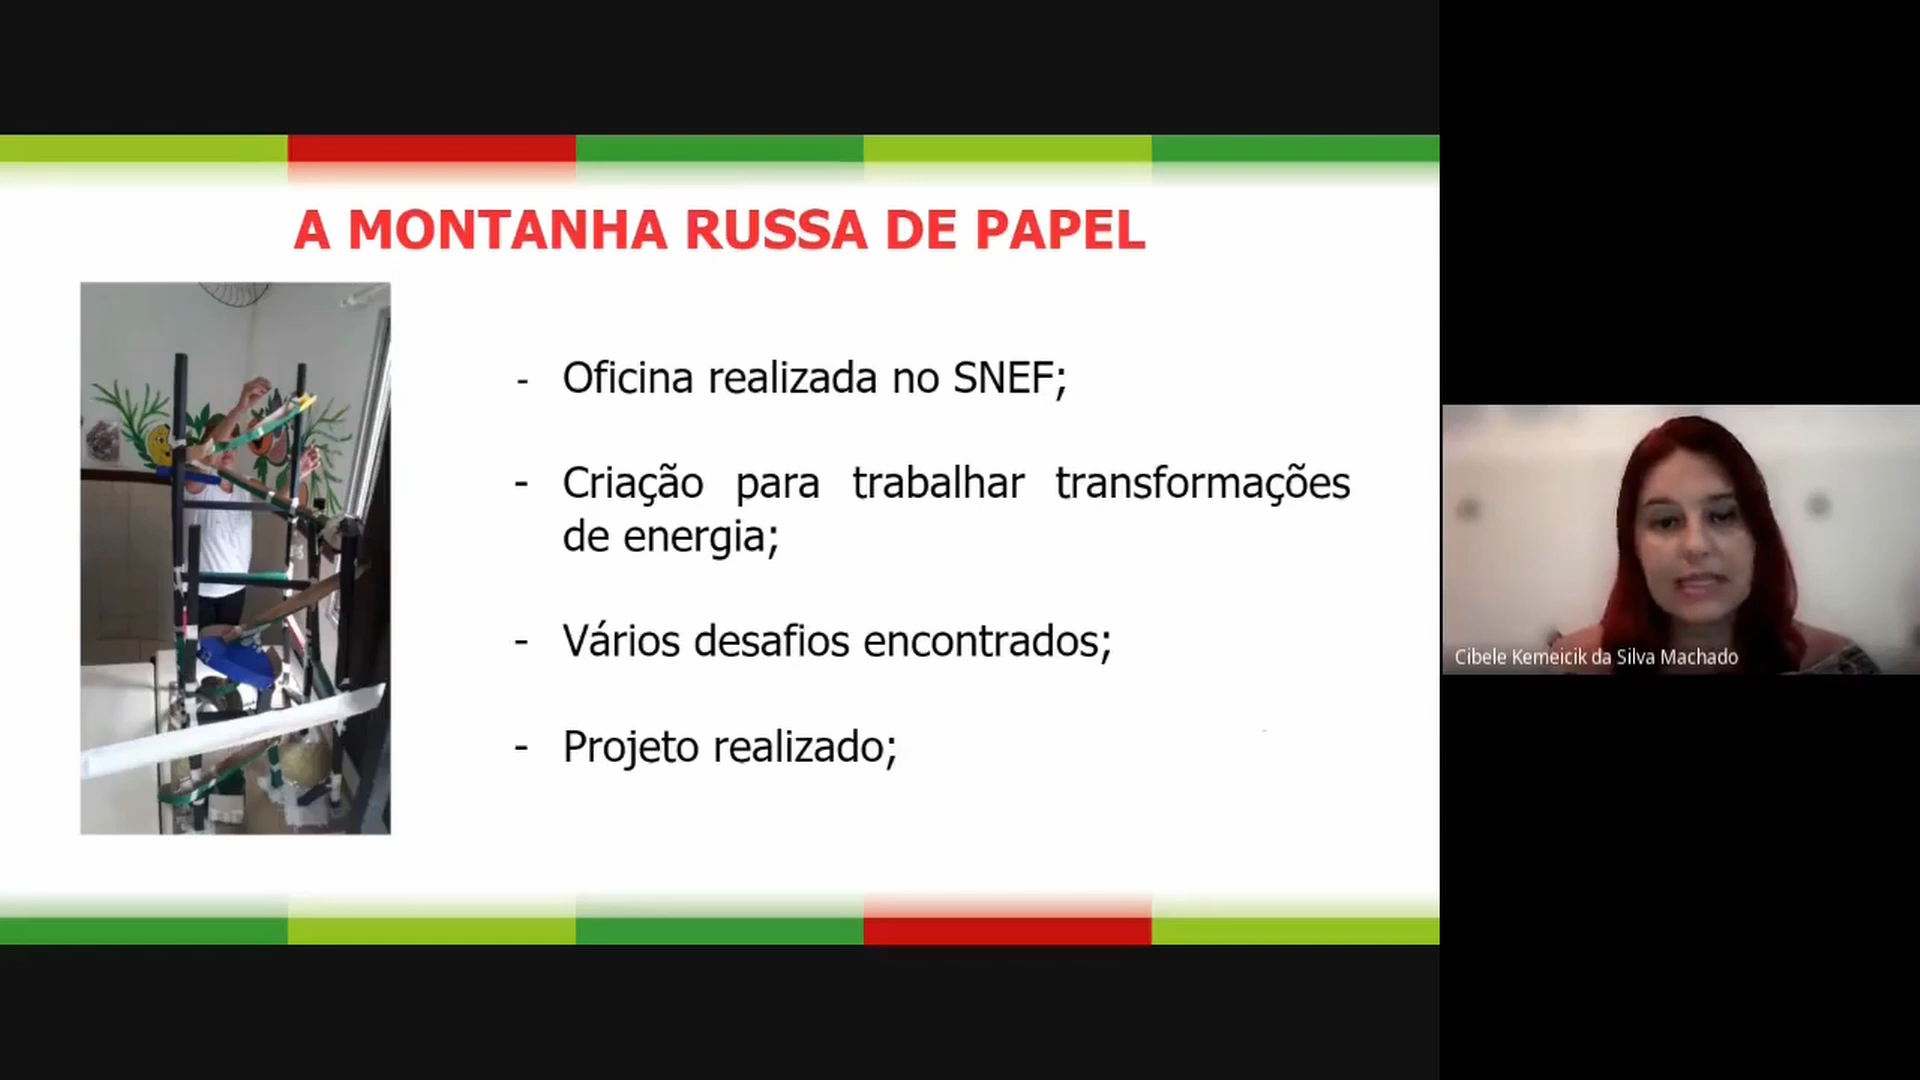 A MONTANHA RUSSA DE PAPEL
- Oficina realizada no SNEF;
- Criação para trabalhar transformações
de energia;
- Vários desafios encontrados;
- Projeto realizado;
Cibele Kemeicik da Silva Machado